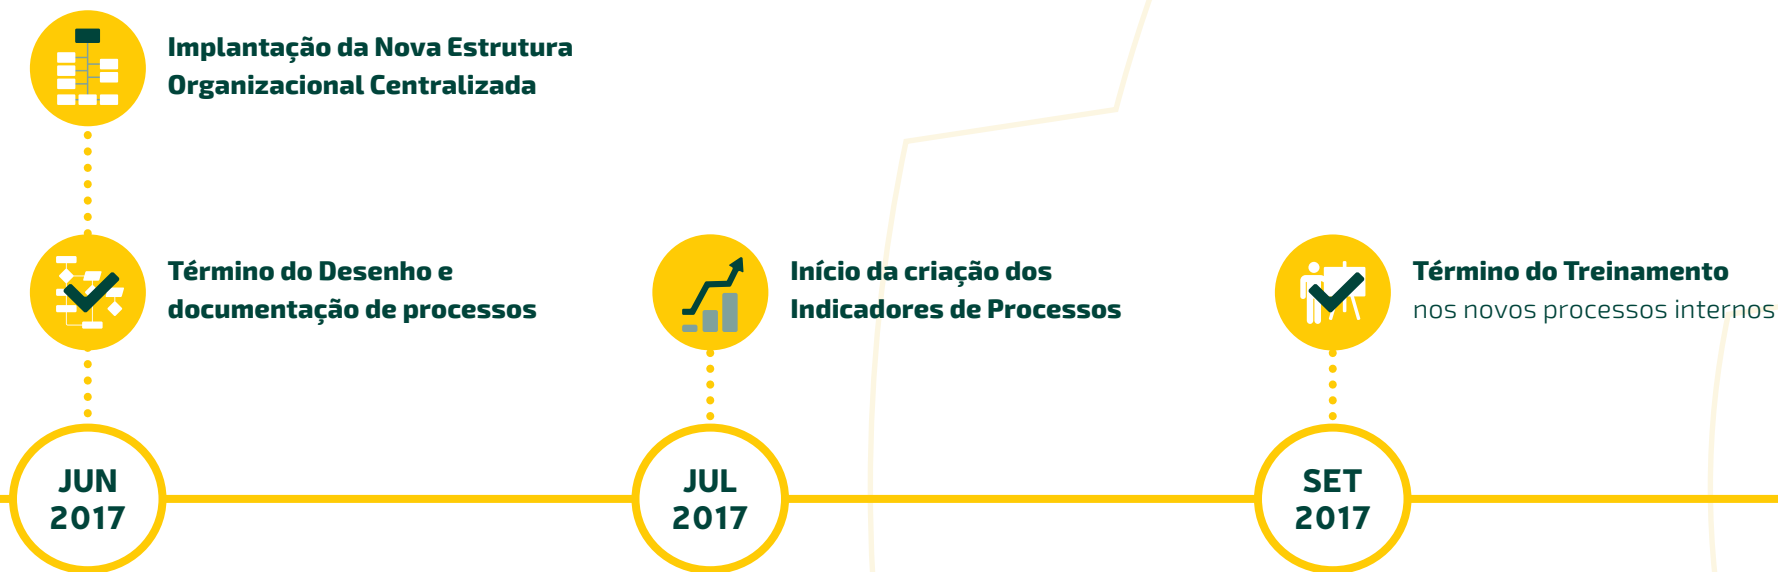 Implantação da Nova Estrutura
Organizacional Centralizada
Término do Desenho e
documentação de processos
JUN
2017
Início da criação dos
Indicadores de Processos
JUL
2017
Término do Treinamento
nos novos processos internos
SET
2017